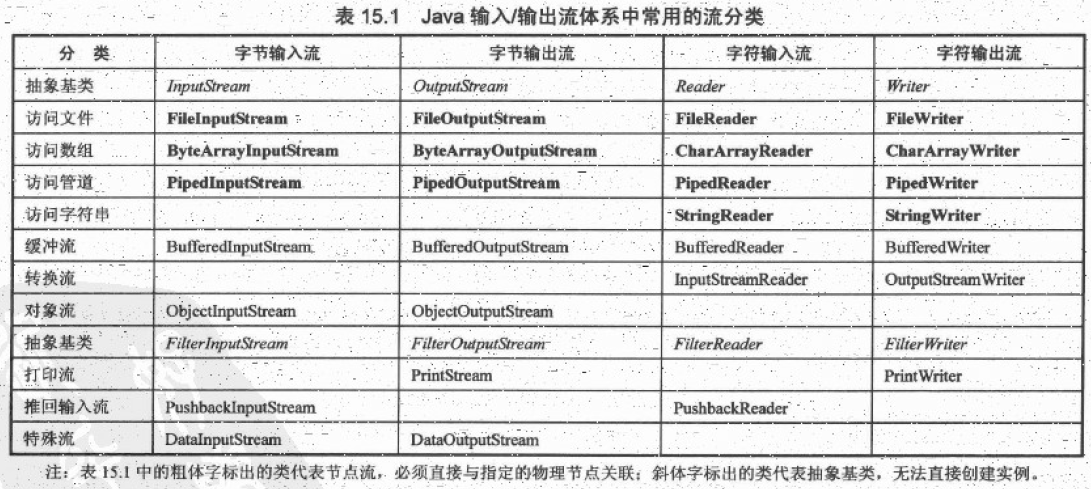 表 15.1 Java 输入/输出流体系中常用的流分类
分 类 字节输入流 字节输出流 字符输入流 字符输出流
抽象基类 InputStream OutputStream Reader Writer
访问文件 FileInputStream FileOutputStream FileReader FileWriter
访问数组 ByteArrayInputStream ByteArrayOutputStream CharArrayReader CharArrayWriter
访问管道 PipedInputStream PipedOutputStream PipedReader PipedWriter
访问字符串 StringReader StringWriter
缓冲流 BufferedInputStream BufferedOutputStream BufferedReader BufferedWriter
转换流 InputStreamReader OutputStreamWriter
对象流 ObjectInputStream ObjectOutputStream
抽象基类 FilterInputStream FilterOutputStream FilterReader FilterWriter
打印流 PrintStream PrintWriter
推回输入流 PushbackInputStream PushbackReader
特殊流 DataInputStream DataOutputStream
注：表 15.1 中的粗体字标出的类代表节点流，必须直接与指定的物理节点关联；斜体字标出的类代表抽象基类，无法直接创建实例。